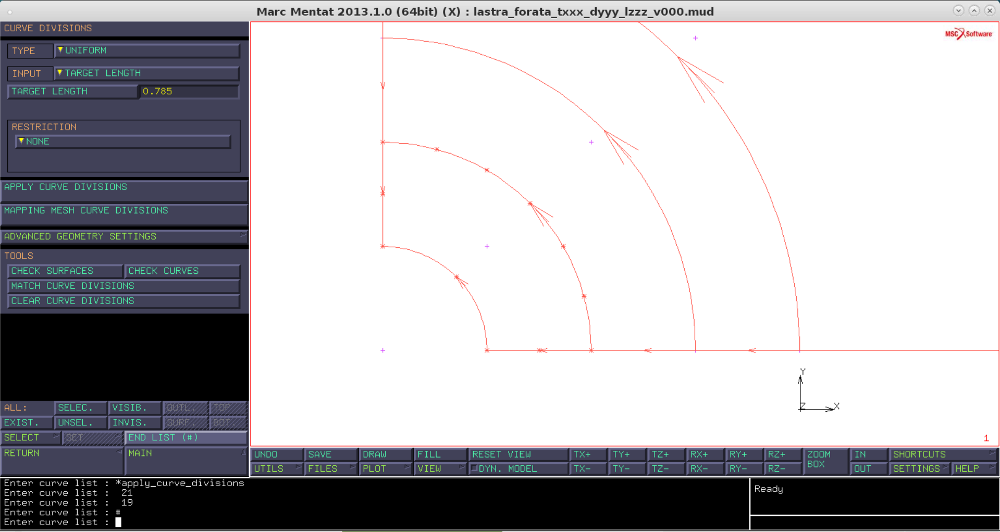 Marc Mentat 2013.1.0 (64bit) (X) : lastra_forata_txxx_dyyy_lzzz_v000.mud
CURVE DIVISIONS
TYPE UNIFORM
INPUT TARGET LENGTH
TARGET LENGTH 0.785
RESTRICTION
NONE
APPLY CURVE DIVISIONS
MAPPING MESH CURVE DIVISIONS
ADVANCED GEOMETRY SETTINGS
TOOLS
CHECK SURFACES CHECK CURVES
MATCH CURVE DIVISIONS
CLEAR CURVE DIVISIONS
ALL: SELEC. VISIB. OUTL. TOP
EXIST. UNSEL. INVIS. SURF. BOT.
SELECT SET END LIST (#)
RETURN MAIN
MSC Software
Y
Z X
1
UNDO SAVE DRAW FILL RESET VIEW TX+ TY+ TZ+ RX+ RY+ RZ+ ZOOM BOX IN SHORTCUTS
UTILS FILES PLOT VIEW DYN. MODEL TX- TY- TZ- RX- RY- RZ- OUT SETTINGS HELP
Enter curve list : *apply_curve_divisions
Enter curve list : 21
Enter curve list : 19
Enter curve list : #
Enter curve list :
Ready